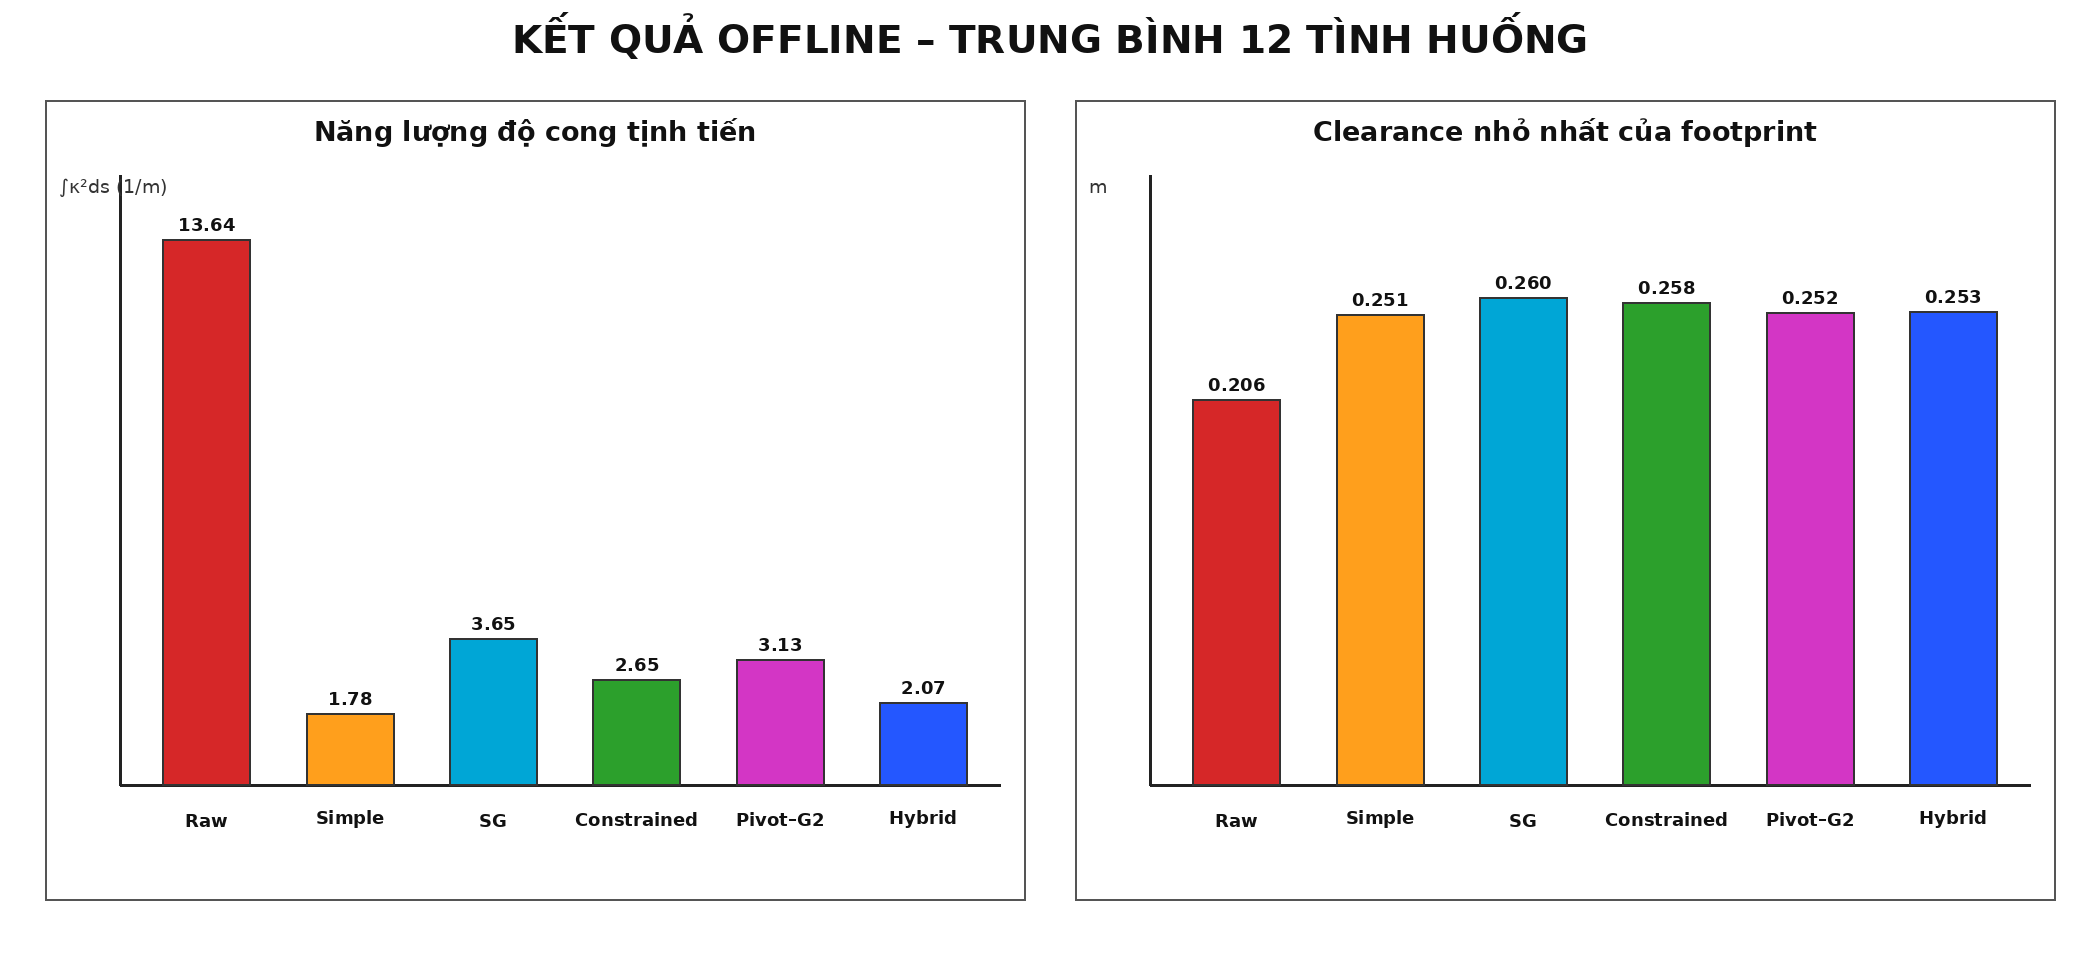 KẾT QUẢ OFFLINE – TRUNG BÌNH 12 TÌNH HUỐNG
Năng lượng độ cong tịnh tiến
∫κ²ds (1/m)
13.64
1.78
3.65
2.65
3.13
2.07
Raw
Simple
SG
Constrained
Pivot–G2
Hybrid
Clearance nhỏ nhất của footprint
m
0.206
0.251
0.260
0.258
0.252
0.253
Raw
Simple
SG
Constrained
Pivot–G2
Hybrid